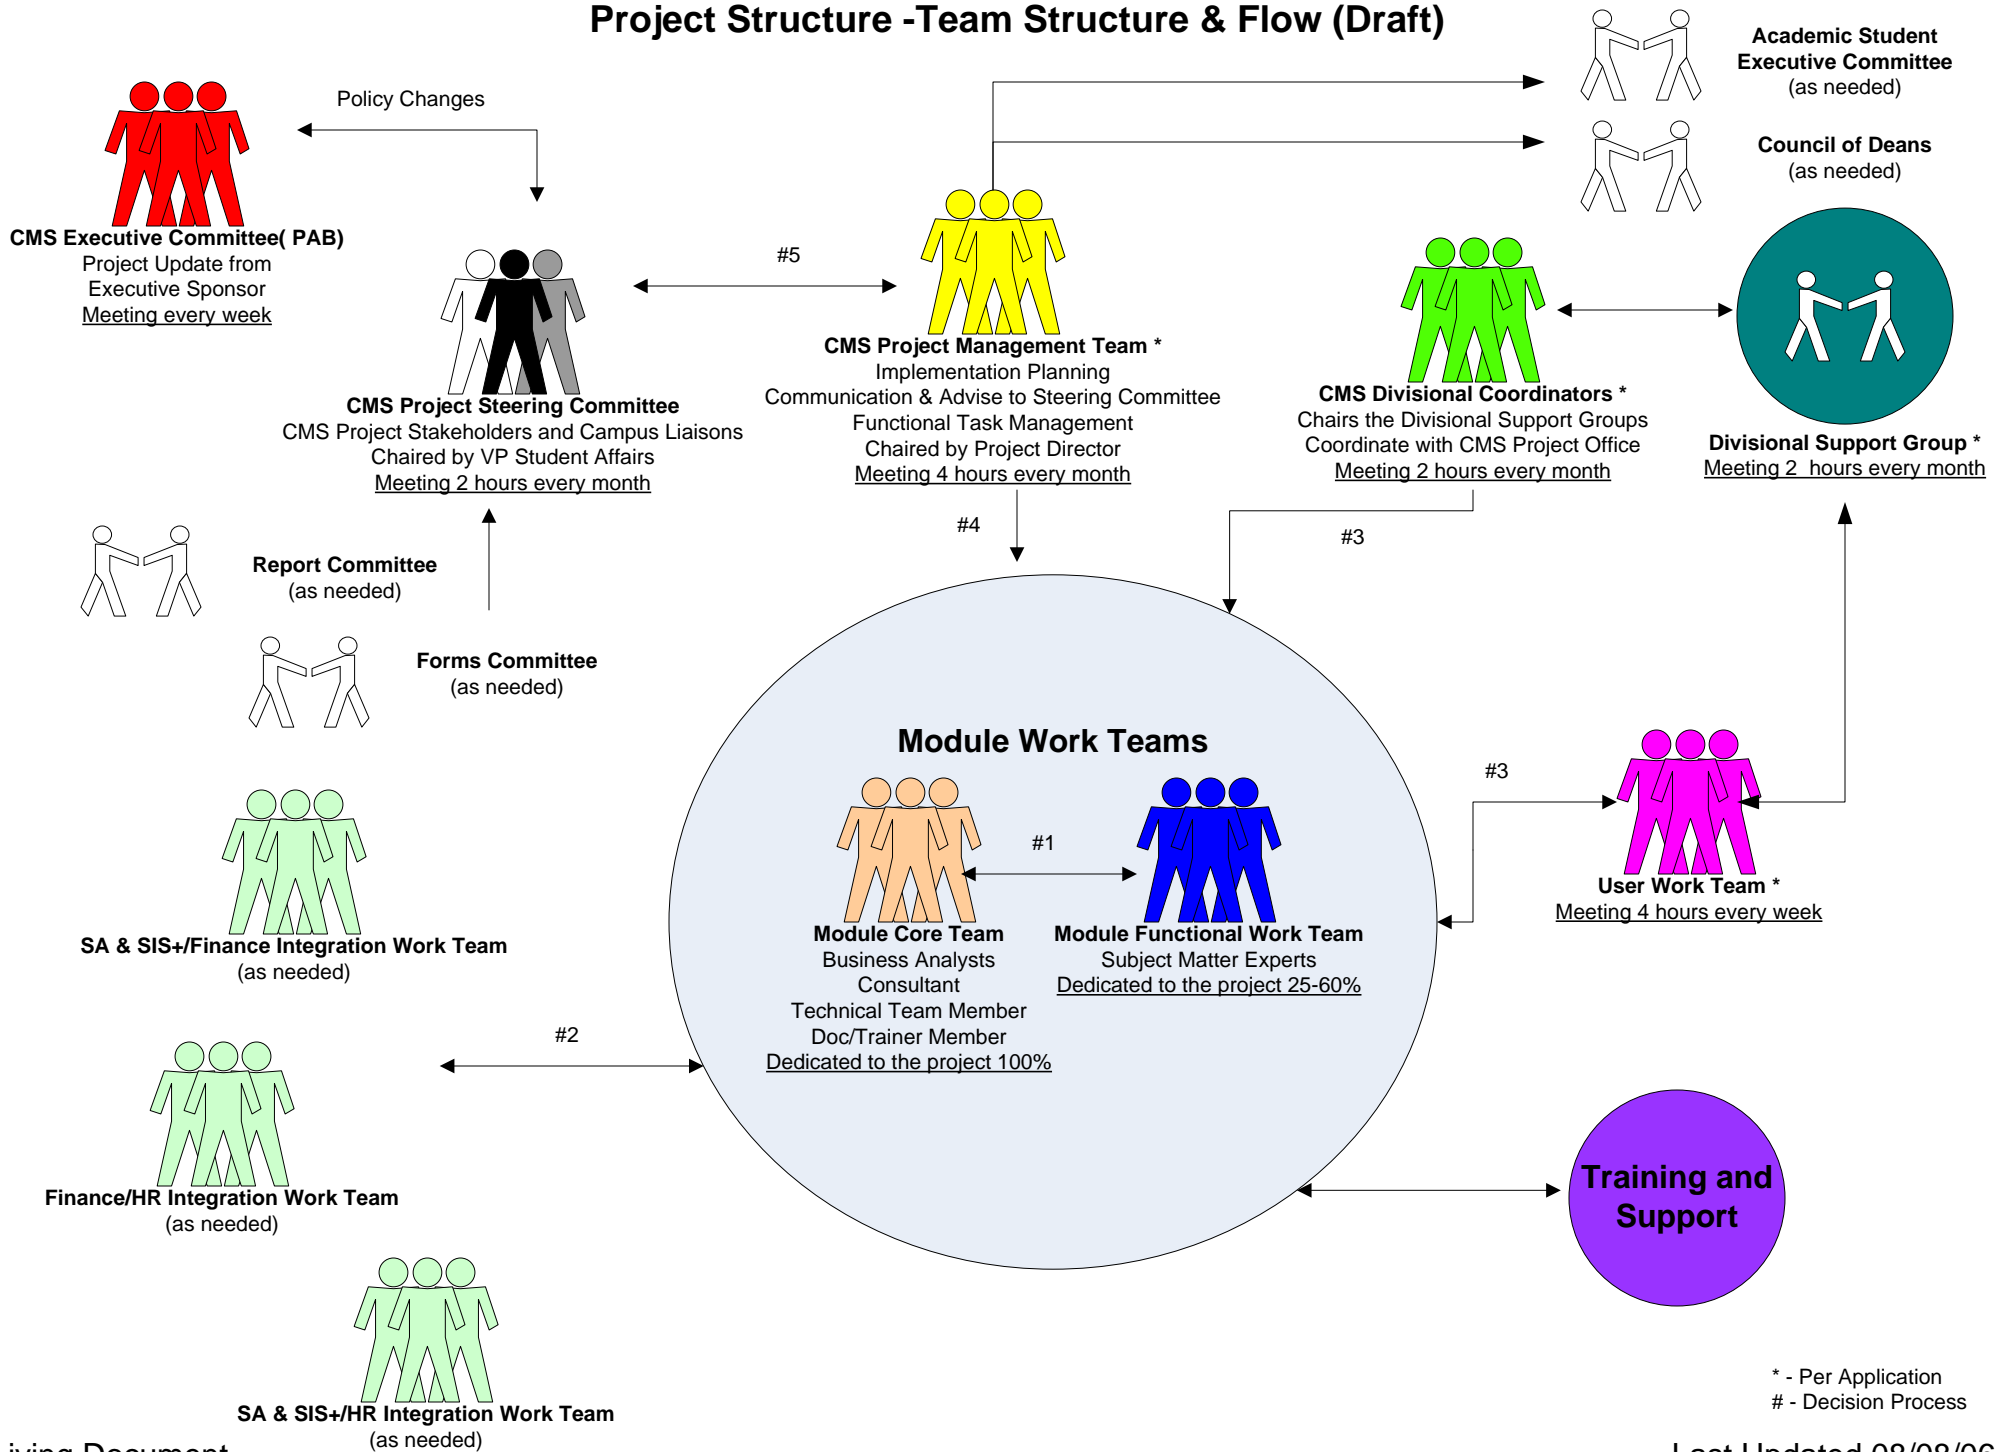 Project Structure -Team Structure & Flow (Draft)
Academic Student
Executive Committee
(as needed)
Council of Deans
(as needed)
Policy Changes
CMS Executive Committee( PAB)
Project Update from
Executive Sponsor
Meeting every week
#5
CMS Project Steering Committee
CMS Project Stakeholders and Campus Liaisons
Chaired by VP Student Affairs
Meeting 2 hours every month
CMS Project Management Team *
Implementation Planning
Communication & Advise to Steering Committee
Functional Task Management
Chaired by Project Director
Meeting 4 hours every month
CMS Divisional Coordinators *
Chairs the Divisional Support Groups
Coordinate with CMS Project Office
Meeting 2 hours every month
Divisional Support Group *
Meeting 2  hours every month
#4
#3
Report Committee
(as needed)
Forms Committee
(as needed)
Module Work Teams
#1
#3
Module Core Team
Business Analysts
Consultant
Technical Team Member
Doc/Trainer Member
Dedicated to the project 100%
Module Functional Work Team
Subject Matter Experts
Dedicated to the project 25-60%
User Work Team *
Meeting 4 hours every week
SA & SIS+/Finance Integration Work Team
(as needed)
#2
Finance/HR Integration Work Team
(as needed)
Training and
Support
SA & SIS+/HR Integration Work Team
(as needed)
* - Per Application
# - Decision Process
iving Document
Last Updated 08/08/06